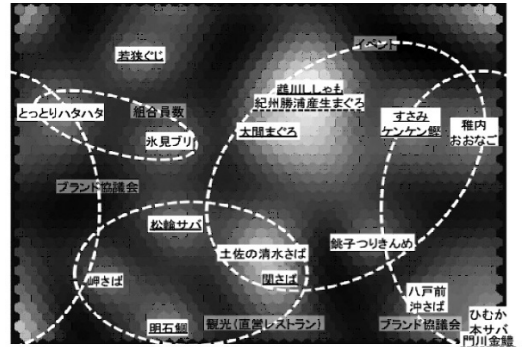 イベント
若狭ぐじ
鵡川ししゃも
紀州勝浦産生まぐろ
とっとりハタハタ
組合員数
すさみ
ケンケン鰹
大間まぐろ
稚内
おおなご
氷見ブリ
ブランド協議会
松輪サバ
土佐の清水さば
銚子つりきんめ
岬さば
関さば
八戸前
沖さば
明石鯛
観光(直営レストラン)
ブランド協議会
ひむか
本サバ
門川金鱧